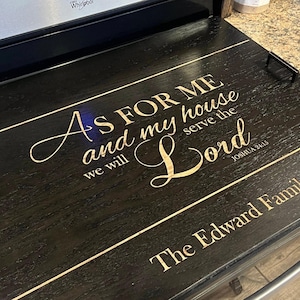 As FOR ME
and my house
we will serve the
Lord
JOSHUA 24:15
The Edward Famil